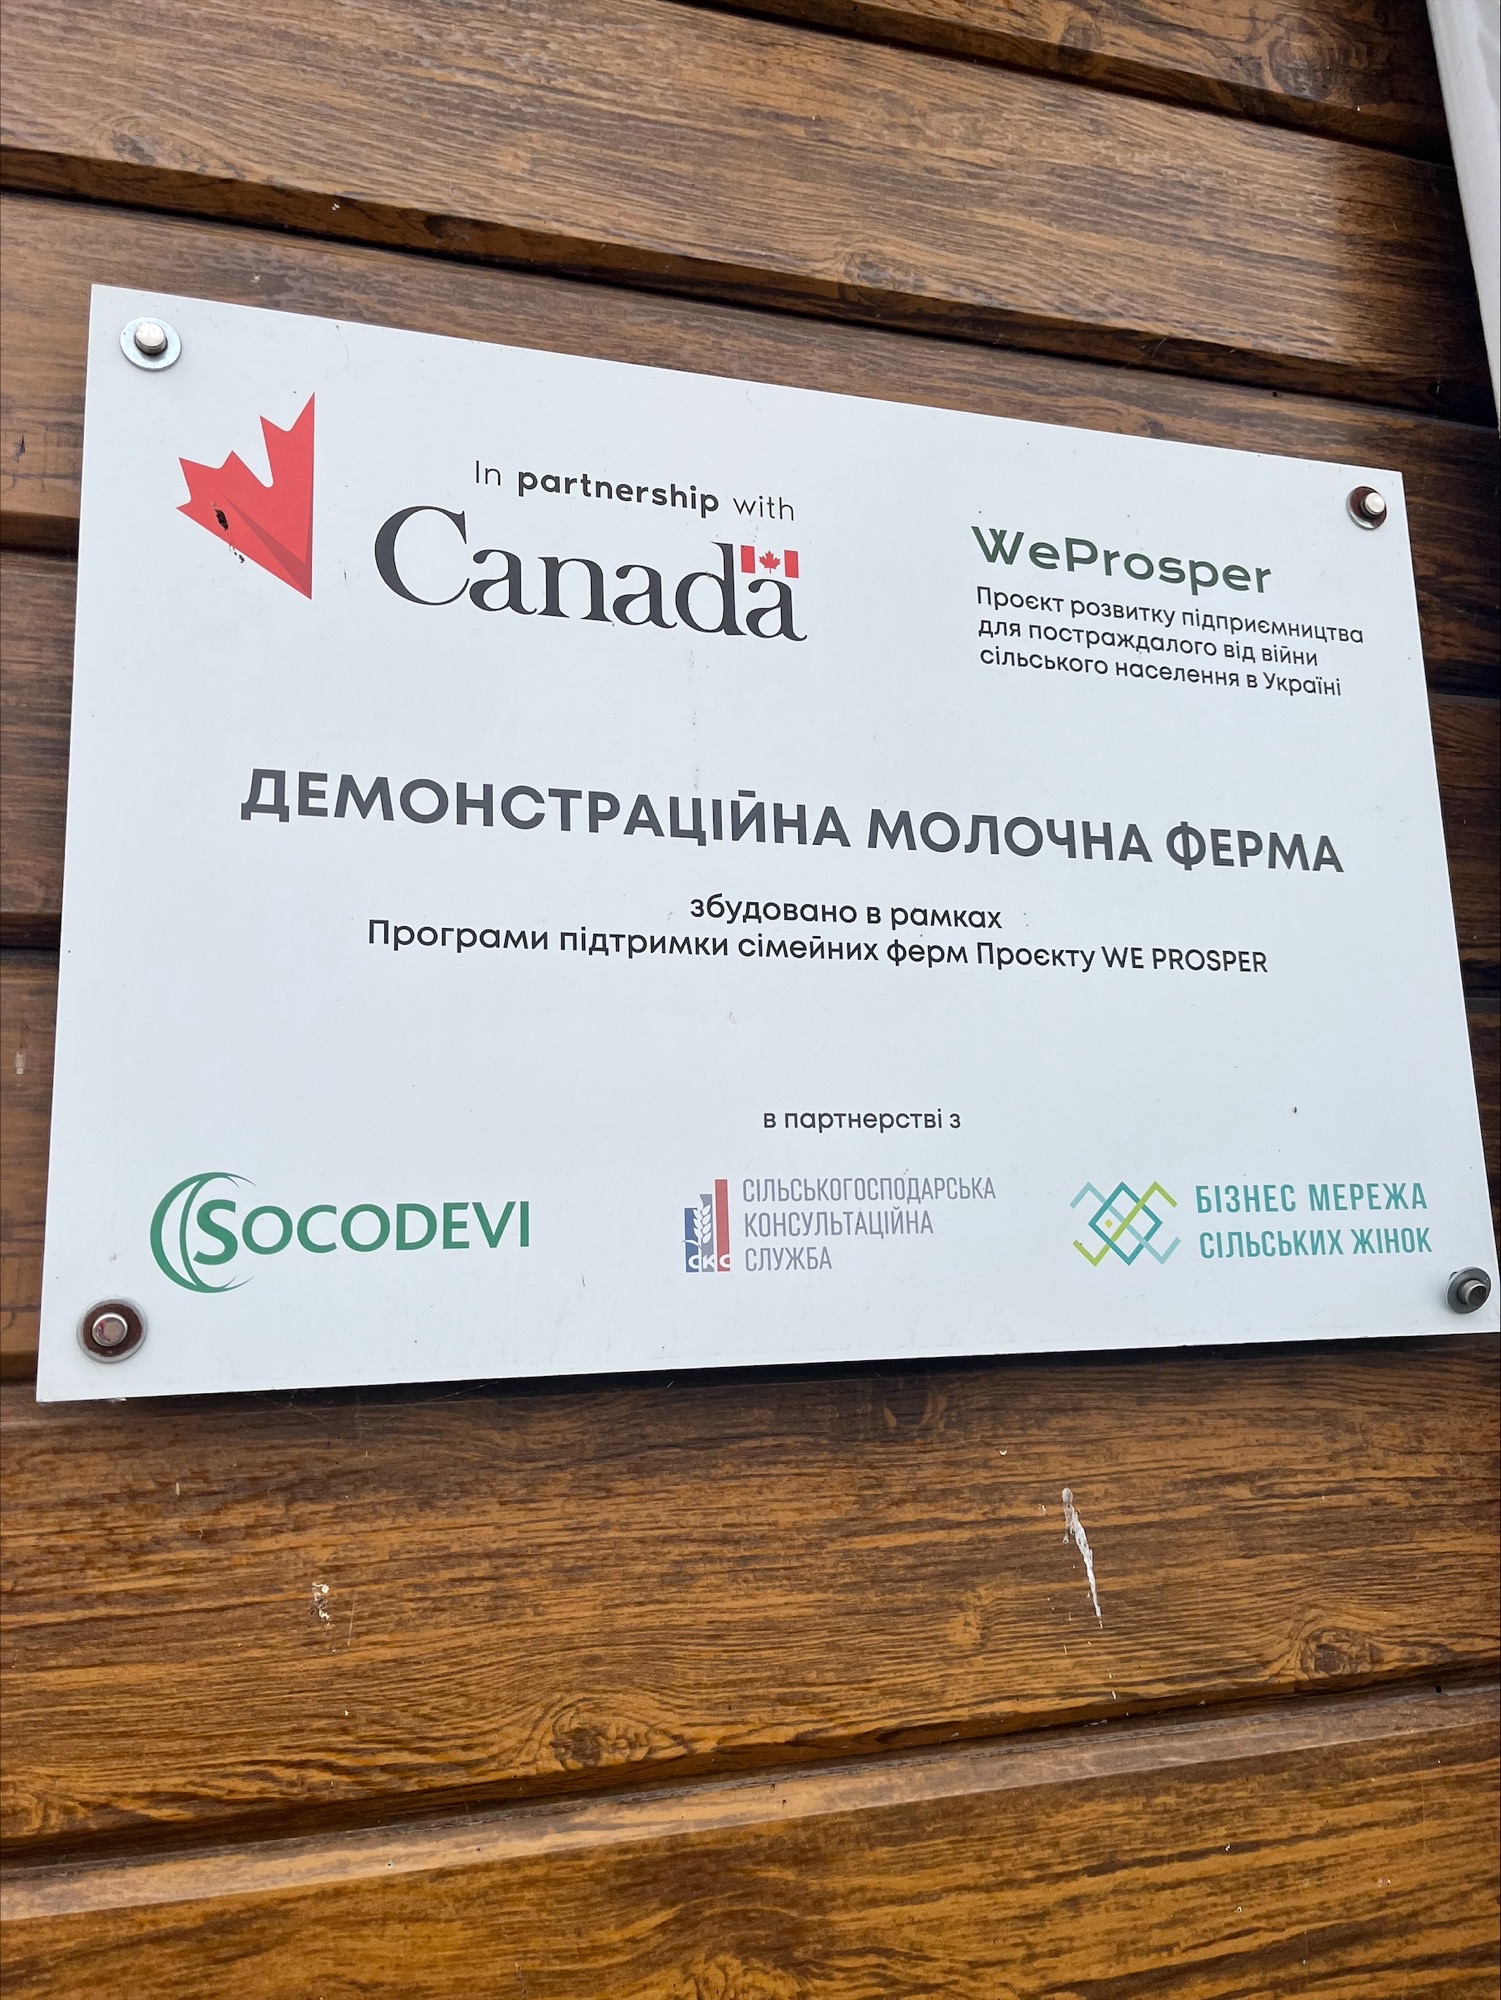 In partnership with
Canada
WeProsper
Проєкт розвитку підприємництва
для постраждалого від війни
сільського населення в Україні
ДЕМОНСТРАЦІЙНА МОЛОЧНА ФЕРМА
збудовано в рамках
Програми підтримки сімейних ферм Проєкту WE PROSPER
в партнерстві з
SOCODEVI
СКС
СІЛЬСЬКОГОСПОДАРСЬКА
КОНСУЛЬТАЦІЙНА
СЛУЖБА
БІЗНЕС МЕРЕЖА
СІЛЬСЬКИХ ЖІНОК